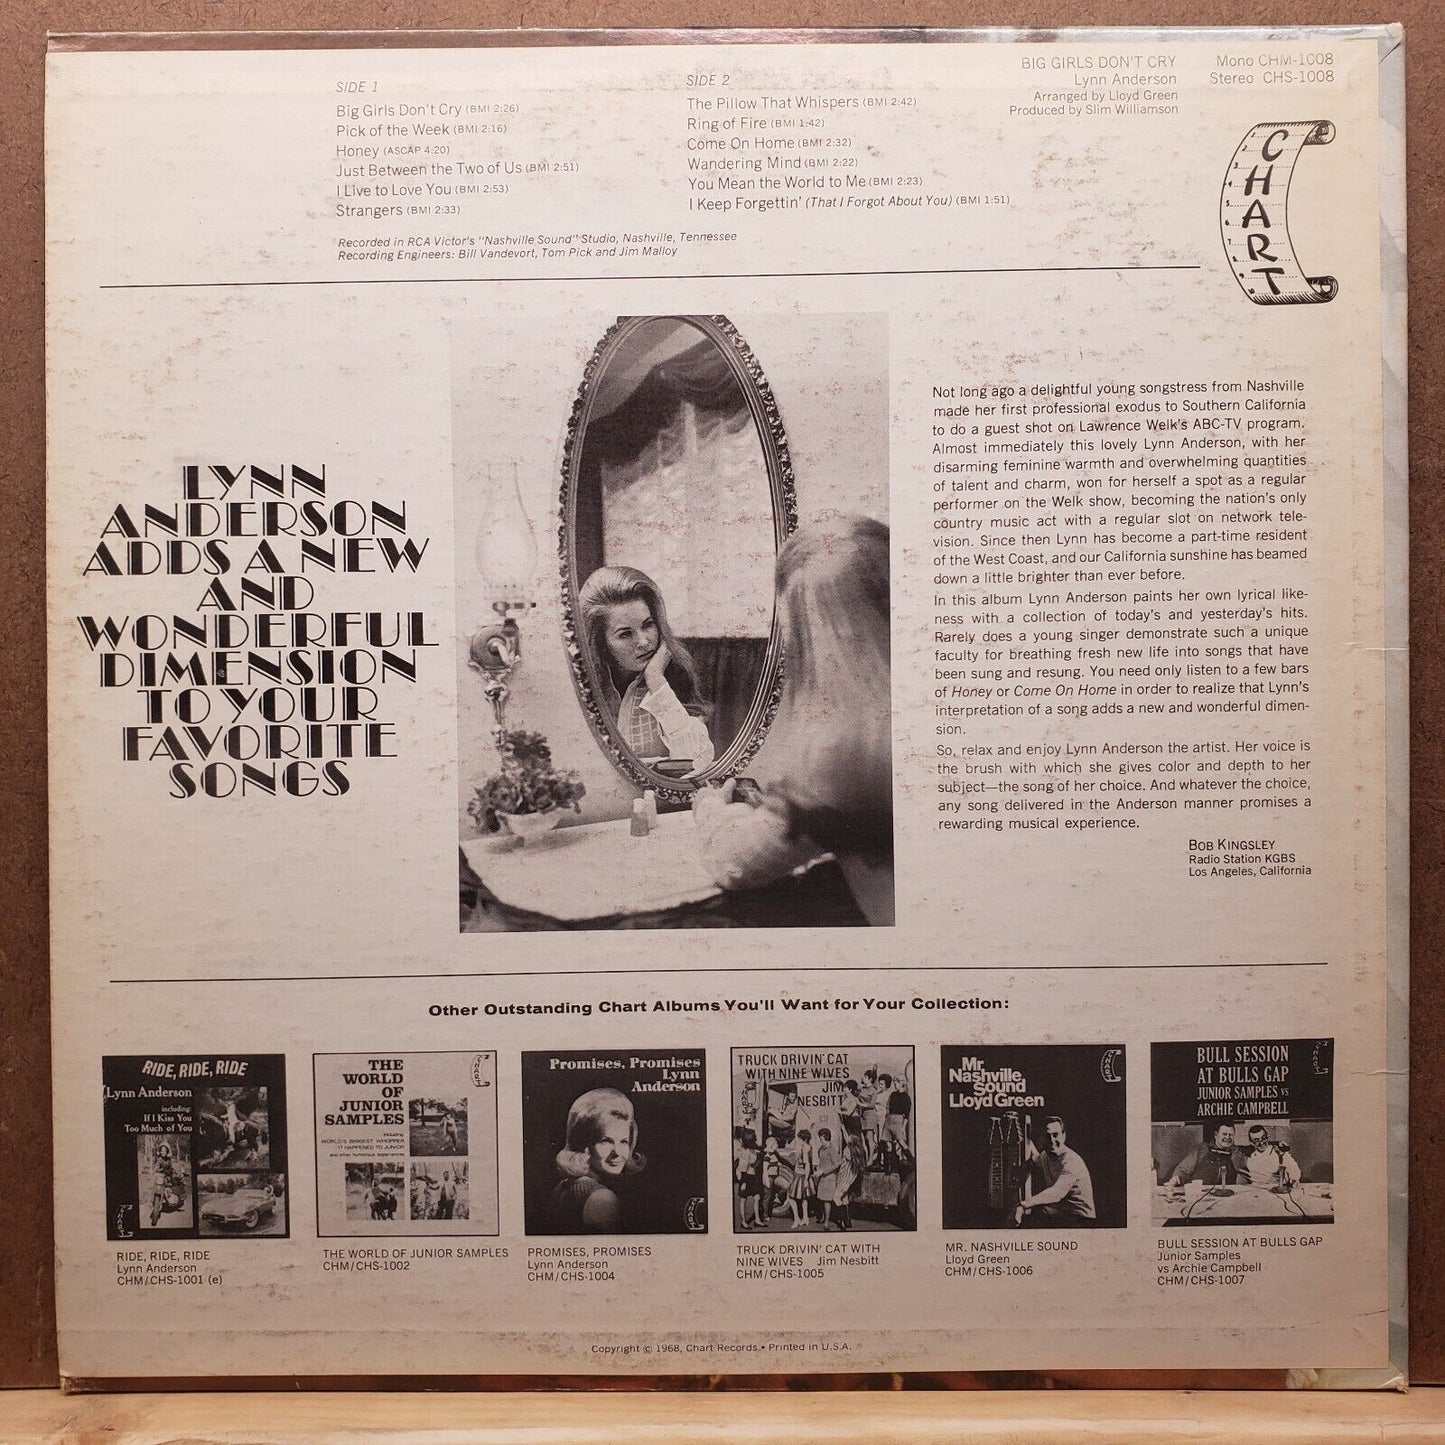 SIDE 1
Big Girls Don't Cry (BMI 2:26)
Pick of the Week (BMI 2:16)
Honey (ASCAP 4:20)
Just Between the Two of Us (BMI 2:51)
I Live to Love You (BMI 2:53)
Strangers (BMI 2:33)
SIDE 2
The Pillow That Whispers (BMI 2:42)
Ring of Fire (BMI 1:42)
Come On Home (BMI 2:32)
Wandering Mind (BMI 2:22)
You Mean the World to Me (BMI 2:23)
I Keep Forgettin' (That I Forgot About You) (BMI 1:51)
BIG GIRLS DON'T CRY
Lynn Anderson
Arranged by Lloyd Green
Produced by Slim Williamson
Mono CHM-1008
Stereo CHS-1008
CHART
Recorded in RCA Victor's "Nashville Sound" Studio, Nashville, Tennessee
Recording Engineers: Bill Vandevort, Tom Pick and Jim Malloy
LYNN
ANDERSON
ADDS A NEW
AND
WONDERFUL
DIMENSION
TO YOUR
FAVORITE
SONGS
Not long ago a delightful young songstress from Nashville
made her first professional exodus to Southern California
to do a guest shot on Lawrence Welk's ABC-TV program.
Almost immediately this lovely Lynn Anderson, with her
disarming feminine warmth and overwhelming quantities
of talent and charm, won for herself a spot as a regular
performer on the Welk show, becoming the nation's only
country music act with a regular slot on network tele-
vision. Since then Lynn has become a part-time resident
of the West Coast, and our California sunshine has beamed
down a little brighter than ever before.
In this album Lynn Anderson paints her own lyrical like-
ness with a collection of today's and yesterday's hits.
Rarely does a young singer demonstrate such a unique
faculty for breathing fresh new life into songs that have
been sung and resung. You need only listen to a few bars
of Honey or Come On Home in order to realize that Lynn's
interpretation of a song adds a new and wonderful dimen-
sion.
So, relax and enjoy Lynn Anderson the artist. Her voice is
the brush with which she gives color and depth to her
subject—the song of her choice. And whatever the choice,
any song delivered in the Anderson manner promises a
rewarding musical experience.
BOB KINGSLEY
Radio Station KGBS
Los Angeles, California
Other Outstanding Chart Albums You'll Want for Your Collection:
RIDE, RIDE, RIDE
Lynn Anderson
including:
If I Kiss You
Too Much of You
CHART
THE
WORLD
OF
JUNIOR
SAMPLES
including
WORLD'S BIGGEST WHOPPER
IT HAPPENED TO JUNIOR
and other humorous experiences
CHART
Promises, Promises
Lynn
Anderson
CHART
TRUCK DRIVIN' CAT
WITH NINE WIVES
JIM
NESBITT
CHART
Mr.
Nashville
Sound
Lloyd Green
CHART
BULL SESSION
AT BULLS GAP
JUNIOR SAMPLES vs
ARCHIE CAMPBELL
CHART
RIDE, RIDE, RIDE
Lynn Anderson
CHM/CHS-1001 (e)
THE WORLD OF JUNIOR SAMPLES
CHM/CHS-1002
PROMISES, PROMISES
Lynn Anderson
CHM/CHS-1004
TRUCK DRIVIN' CAT WITH
NINE WIVES Jim Nesbitt
CHM/CHS-1005
MR. NASHVILLE SOUND
Lloyd Green
CHM/CHS-1006
BULL SESSION AT BULLS GAP
Junior Samples
vs Archie Campbell
CHM/CHS-1007
Copyright © 1968, Chart Records • Printed in U.S.A.